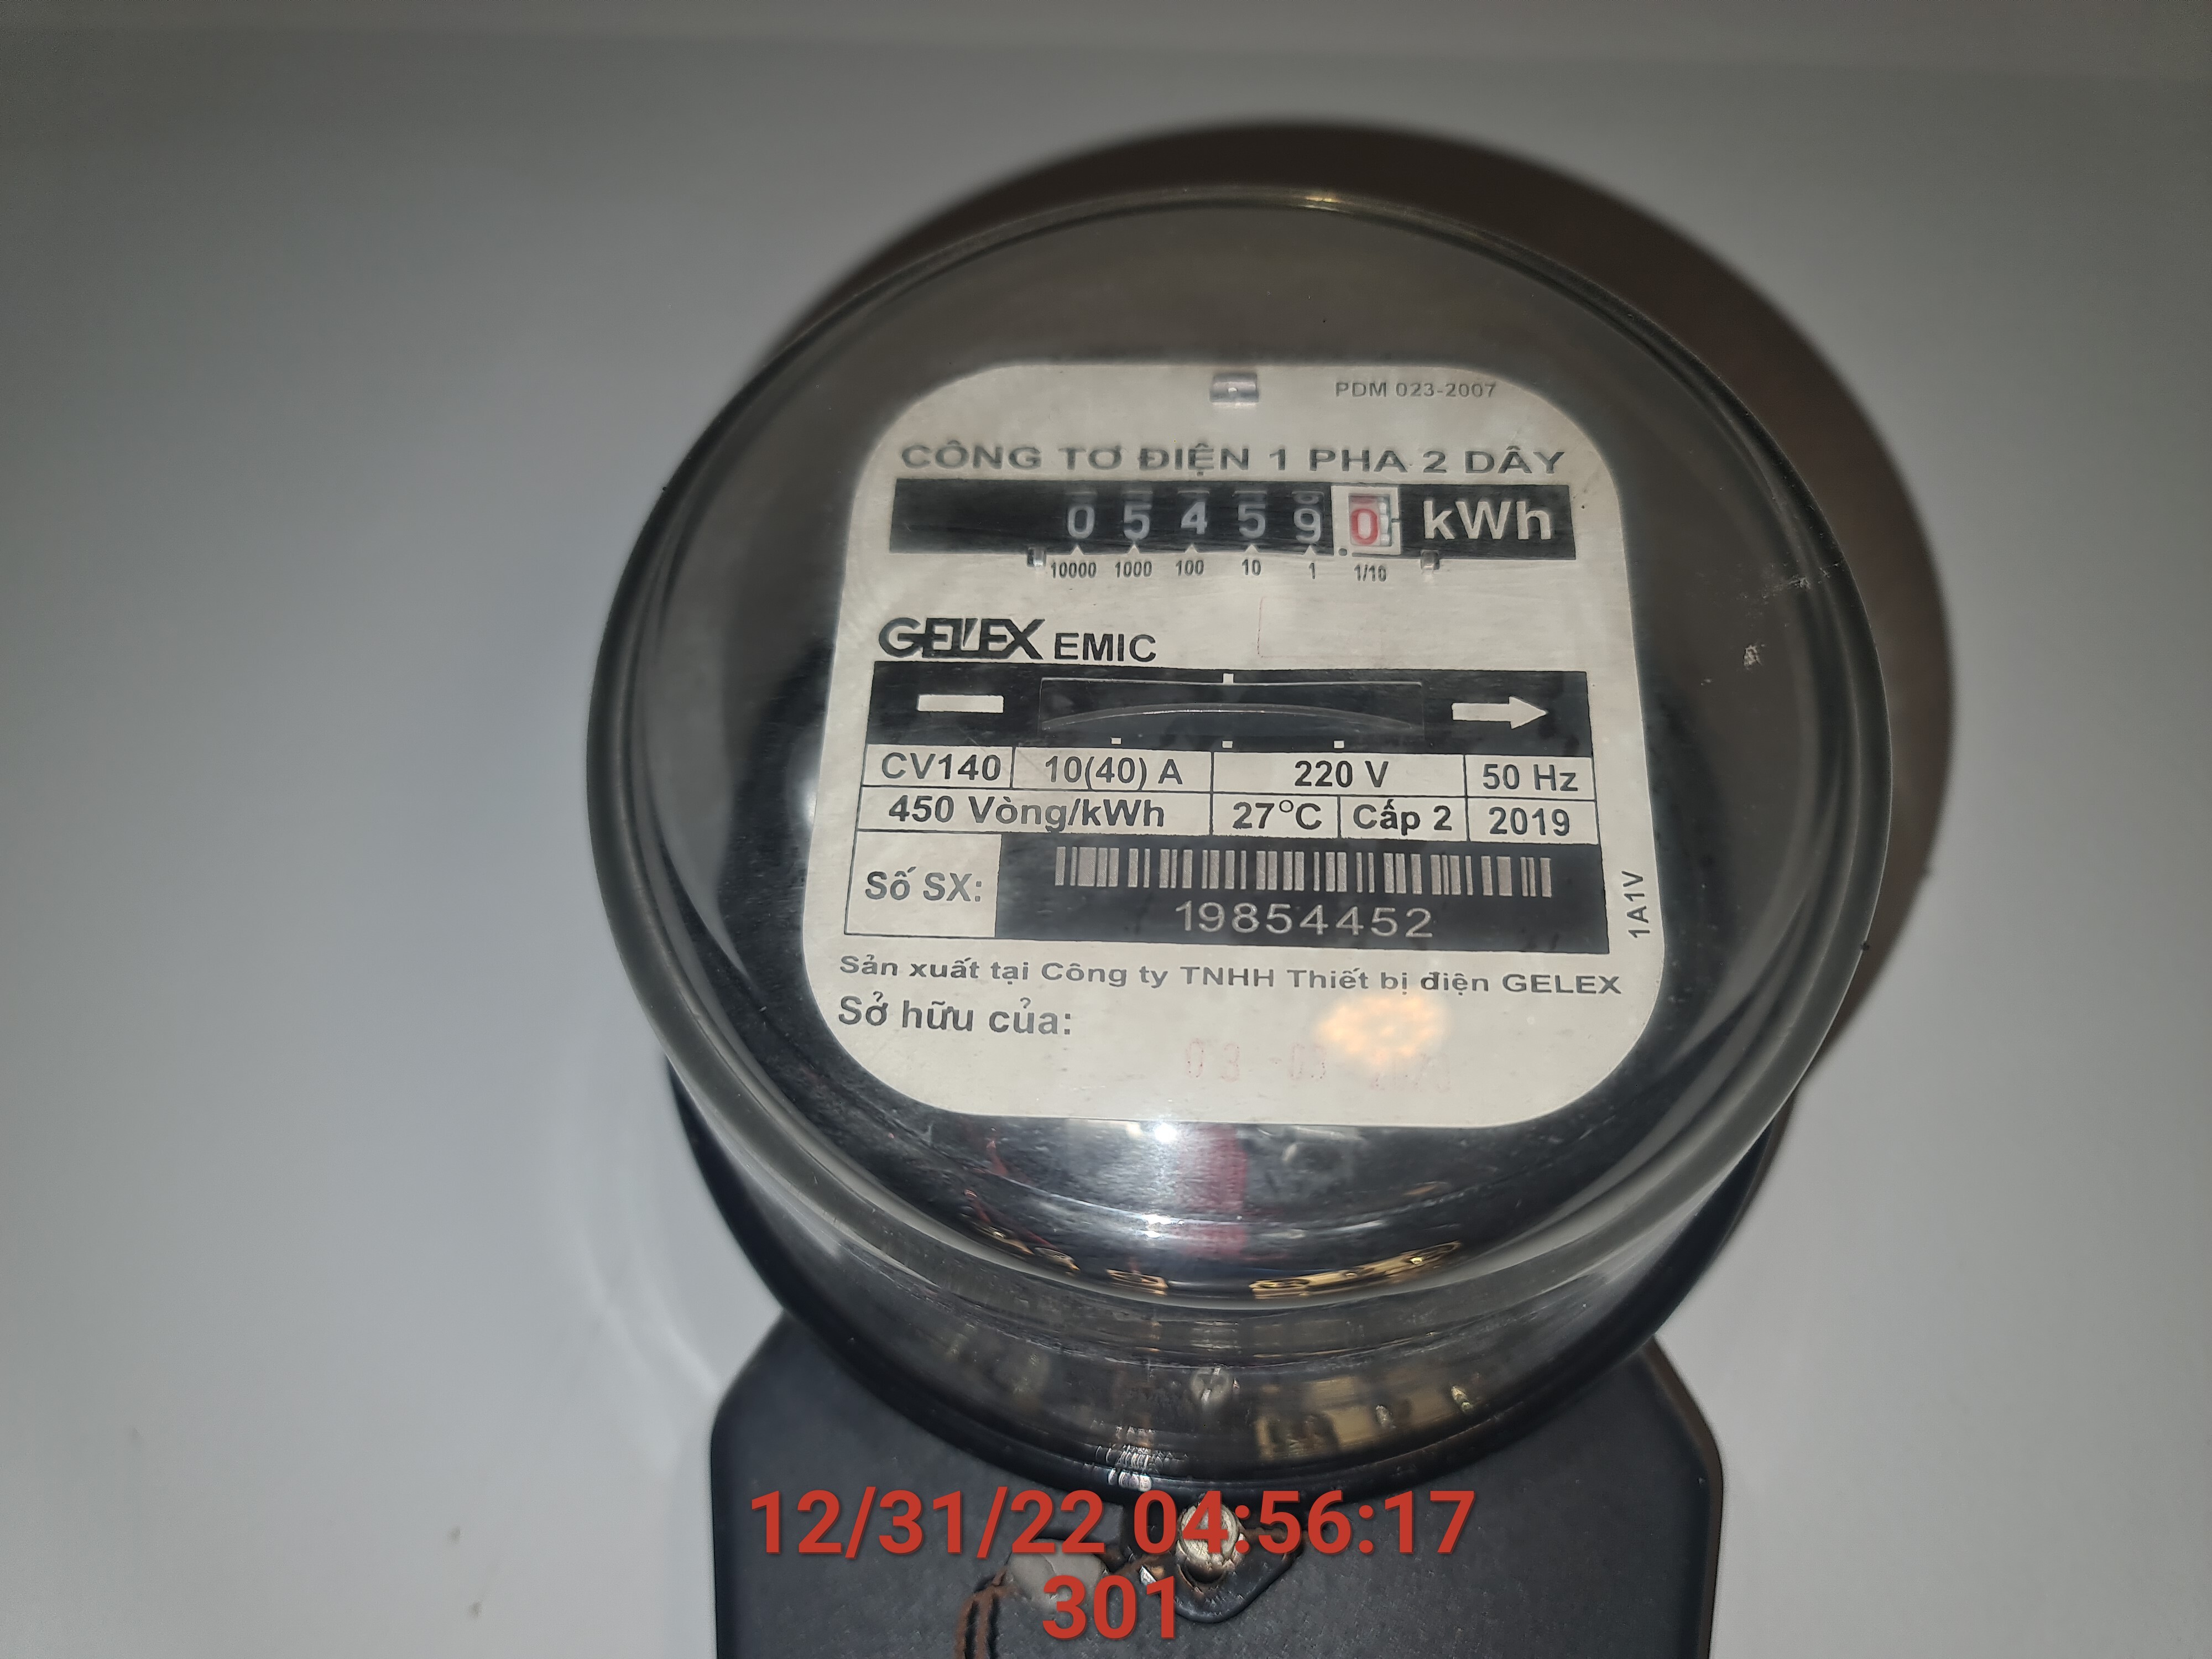 PDM 023-2007
CÔNG TƠ ĐIỆN 1 PHA 2 DÂY
0 5 4 5 9 0 kWh
10000 1000 100 10 1 1/10
GELEX EMIC
CV140 10(40) A 220 V 50 Hz
450 Vòng/kWh 27°C Cấp 2 2019
Số SX: 19854452
1A1V
Sản xuất tại Công ty TNHH Thiết bị điện GELEX
Sở hữu của:
12/31/22 04:56:17
301